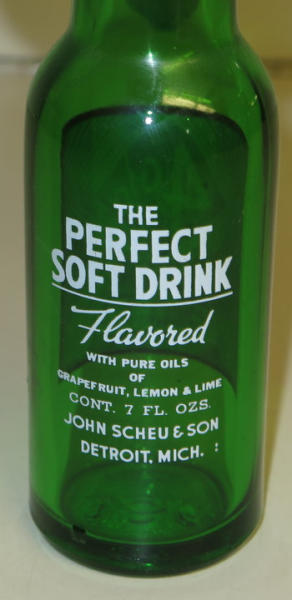 THE
PERFECT
SOFT DRINK
Flavored
WITH PURE OILS
OF
GRAPEFRUIT, LEMON & LIME
CONT. 7 FL. OZS.
JOHN SCHEU & SON
DETROIT, MICH. :